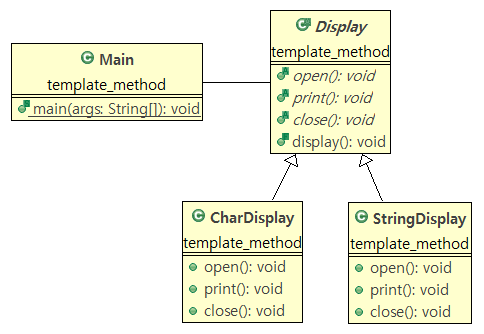 Main
template_method
main(args: String[]): void
Display
template_method
open(): void
print(): void
close(): void
display(): void
CharDisplay
template_method
open(): void
print(): void
close(): void
StringDisplay
template_method
open(): void
print(): void
close(): void